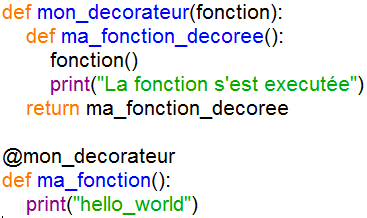 def mon_decorateur(fonction):
    def ma_fonction_decoree():
        fonction()
        print("La fonction s'est executée")
    return ma_fonction_decoree

@mon_decorateur
def ma_fonction():
    print("hello_world")